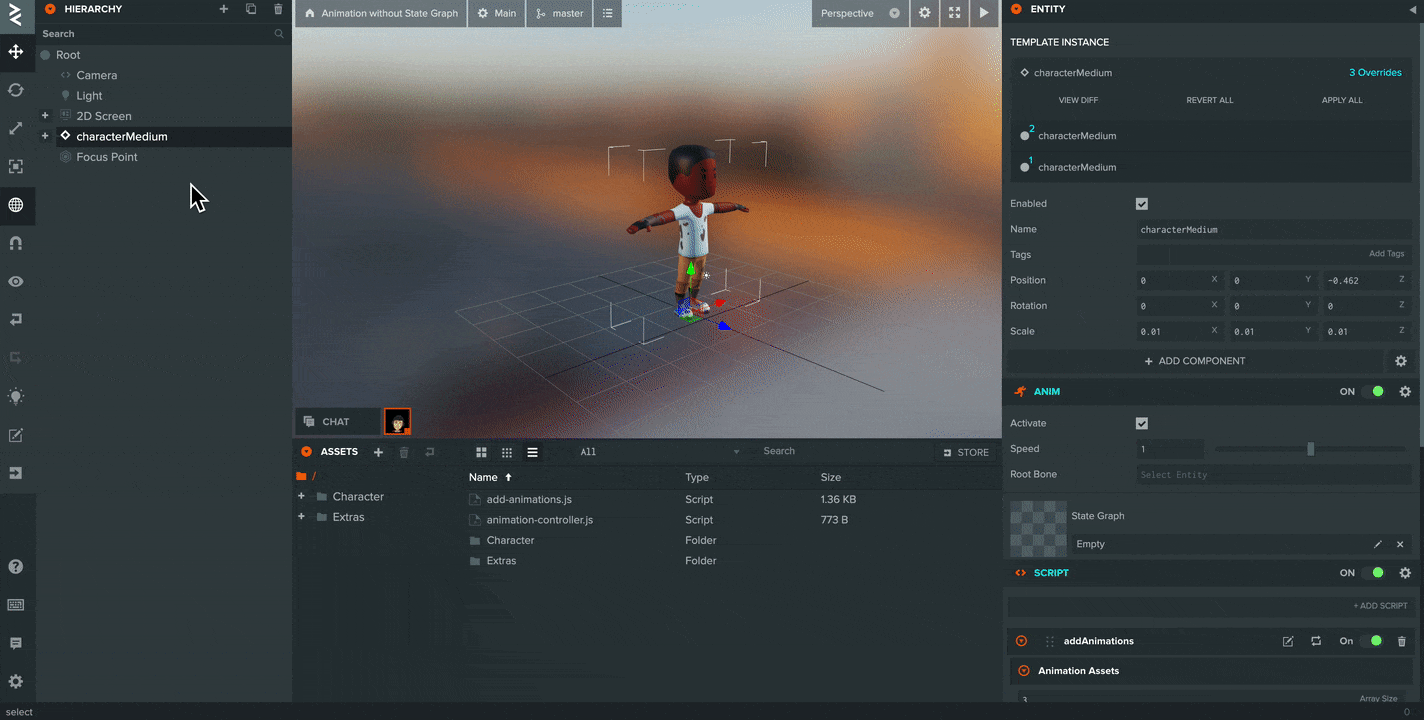 HIERARCHY
Search
Root
Camera
Light
2D Screen
characterMedium
Focus Point
Animation without State Graph
Main
master
Perspective
CHAT
ASSETS
All
Search
STORE
/
Character
Extras
Name
Type
Size
add-animations.js
Script
1.36 KB
animation-controller.js
Script
773 B
Character
Folder
Extras
Folder
ENTITY
TEMPLATE INSTANCE
characterMedium
3 Overrides
VIEW DIFF
REVERT ALL
APPLY ALL
2
characterMedium
1
characterMedium
Enabled
Name
characterMedium
Tags
Add Tags
Position
0 X
0 Y
-0.462 Z
Rotation
0 X
0 Y
0 Z
Scale
0.01 X
0.01 Y
0.01 Z
ADD COMPONENT
ANIM
ON
Activate
Speed
1
Root Bone
Select Entity
State Graph
Empty
SCRIPT
ON
+ ADD SCRIPT
addAnimations
On
Animation Assets
3
Array Size
select
0